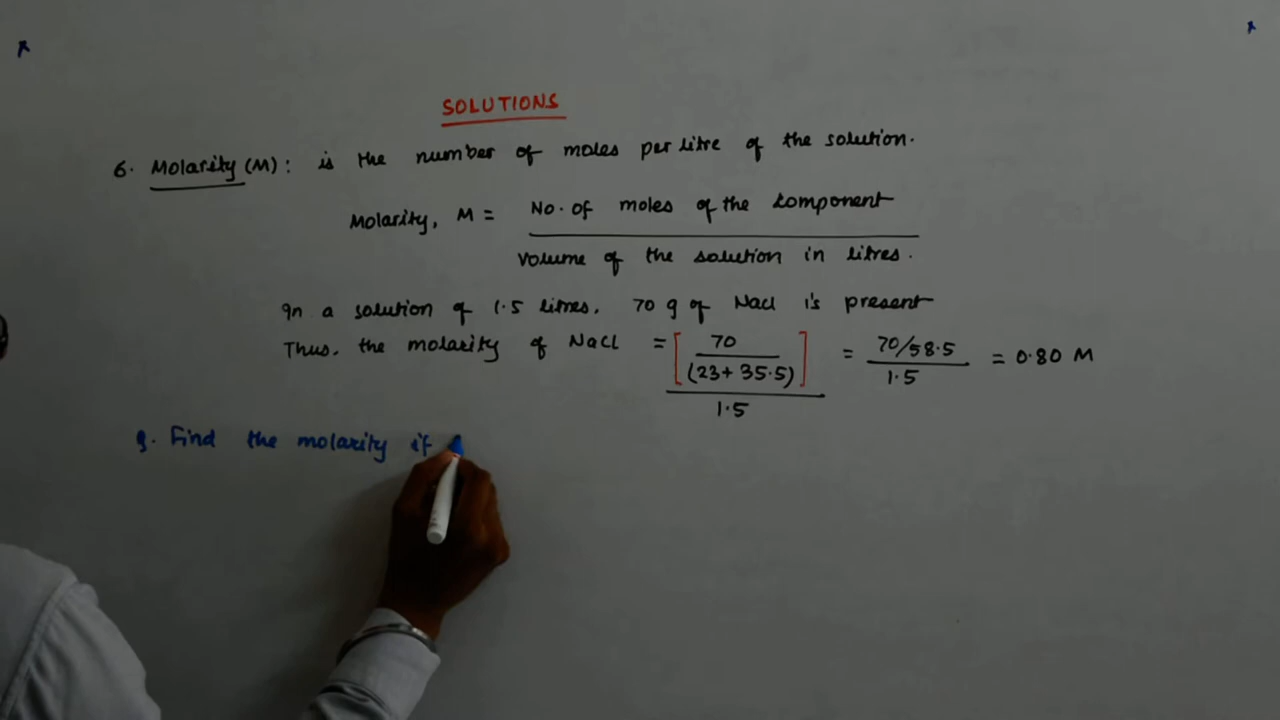 SOLUTIONS
6. Molarity (M): is the number of moles per litre of the solution.
Molarity, M = No. of moles of the component
Volume of the solution in litres.
In a solution of 1.5 litres, 70 g of NaCl is present
Thus, the molarity of NaCl = [70 / (23 + 35.5)] / 1.5 = 70/58.5 / 1.5 = 0.80 M
Q. Find the molarity if